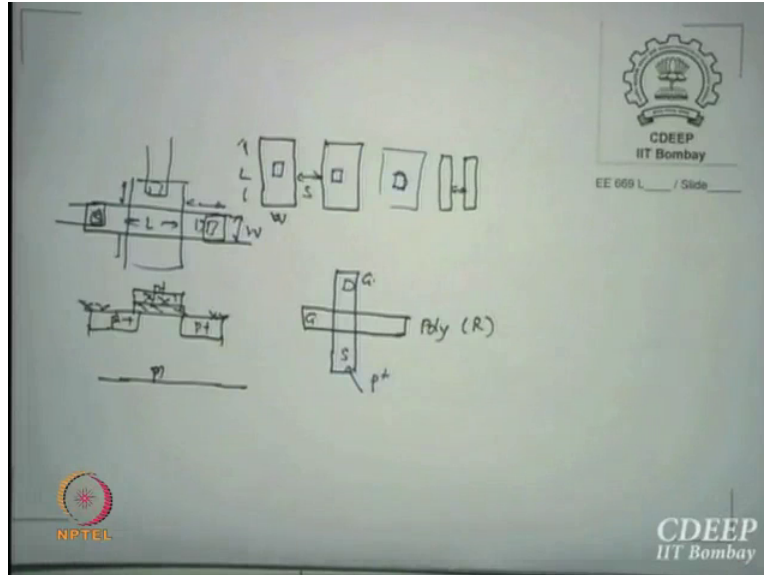 CDEEP
IIT Bombay
EE 669 L____ / Slide____
L
S
W
D
L
W
p+
p+
D
G.
G
Poly (R)
S
p+
NPTEL
CDEEP
IIT Bombay